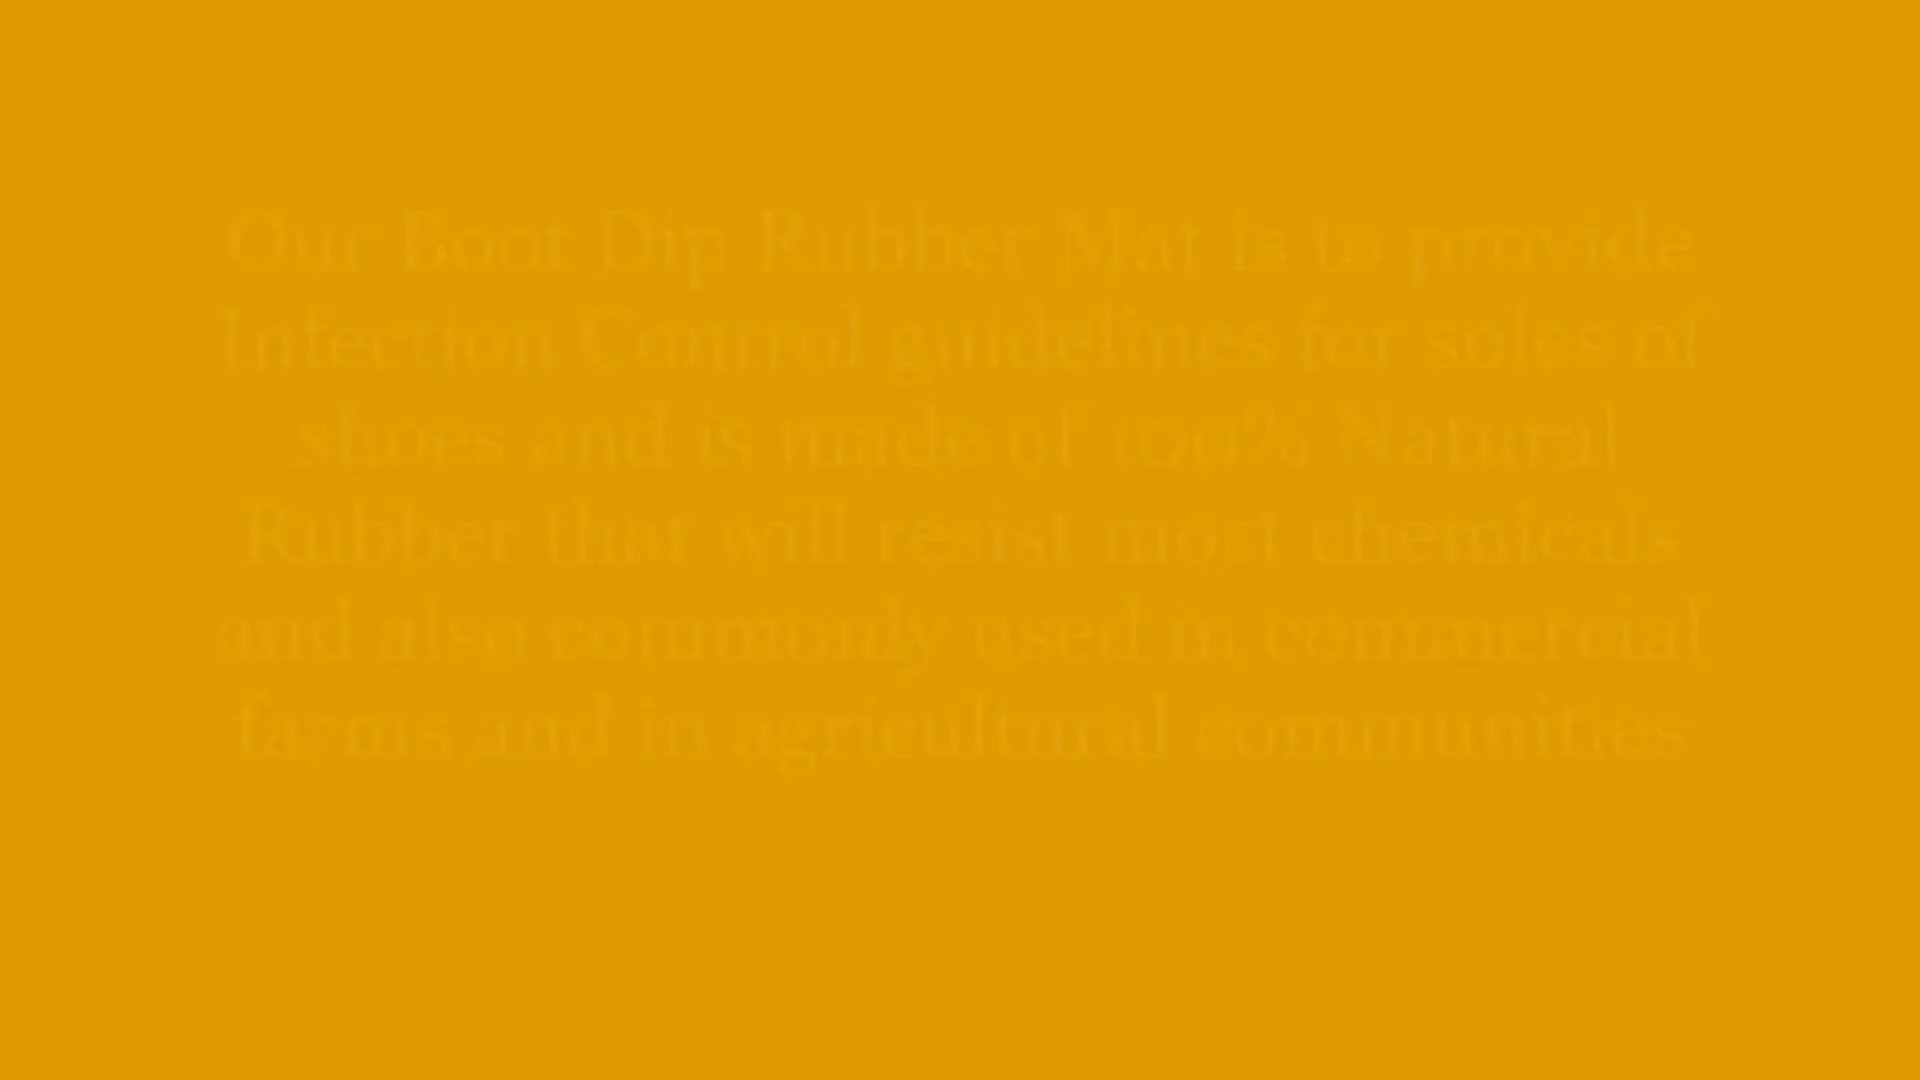 Our Boot Dip Rubber Mat is to provide
Infection Control guidelines for soles of
shoes and is made of 100% Natural
Rubber that will resist most chemicals
and also commonly used in commercial
farms and in agricultural communities